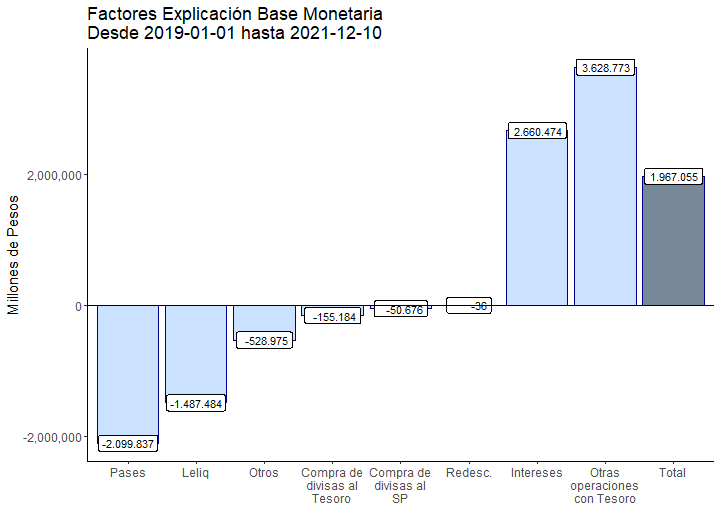 Factores Explicación Base Monetaria
Desde 2019-01-01 hasta 2021-12-10
Millones de Pesos
2,000,000
0
-2,000,000
-2.099.837
-1.487.484
-528.975
-155.184
-50.676
-36
2.660.474
3.628.773
1.967.055
Pases
Leliq
Otros
Compra de
divisas al
Tesoro
Compra de
divisas al
SP
Redesc.
Intereses
Otras
operaciones
con Tesoro
Total